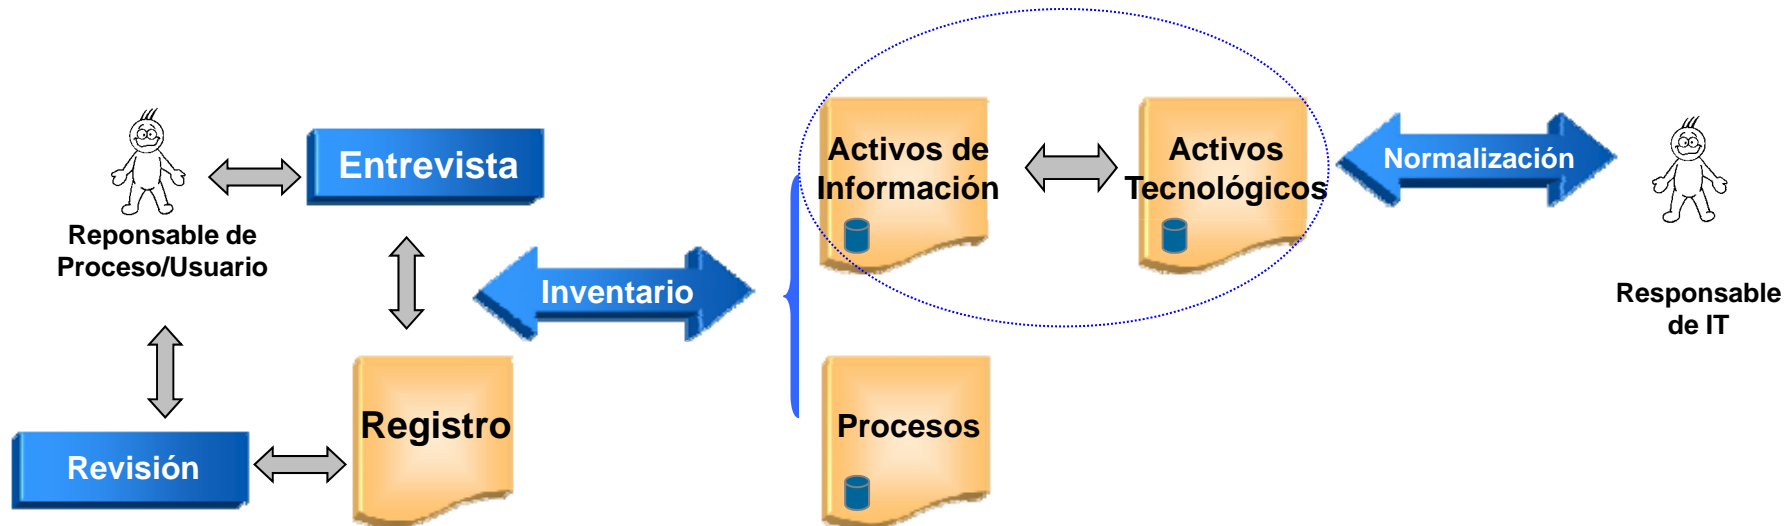 Reponsable de
Proceso/Usuario
Entrevista
Revisión
Registro
Inventario
Activos de
Información
Activos
Tecnológicos
Procesos
Normalización
Responsable
de IT